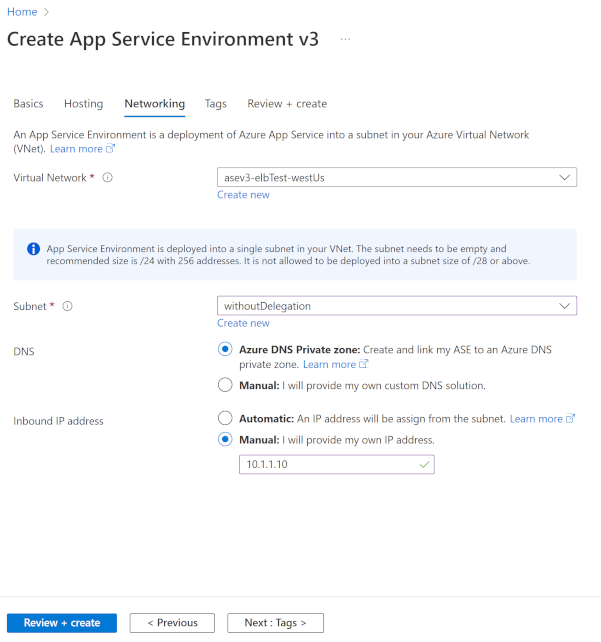 Home >
Create App Service Environment v3 ...
Basics Hosting Networking Tags Review + create
An App Service Environment is a deployment of Azure App Service into a subnet in your Azure Virtual Network
(VNet). Learn more
Virtual Network *
asev3-elbTest-westUs
Create new
App Service Environment is deployed into a single subnet in your VNet. The subnet needs to be empty and
recommended size is /24 with 256 addresses. It is not allowed to be deployed into a subnet size of /28 or above.
Subnet *
withoutDelegation
Create new
DNS
Azure DNS Private zone: Create and link my ASE to an Azure DNS
private zone. Learn more
Manual: I will provide my own custom DNS solution.
Inbound IP address
Automatic: An IP address will be assign from the subnet. Learn more
Manual: I will provide my own IP address.
10.1.1.10
Review + create
< Previous
Next : Tags >